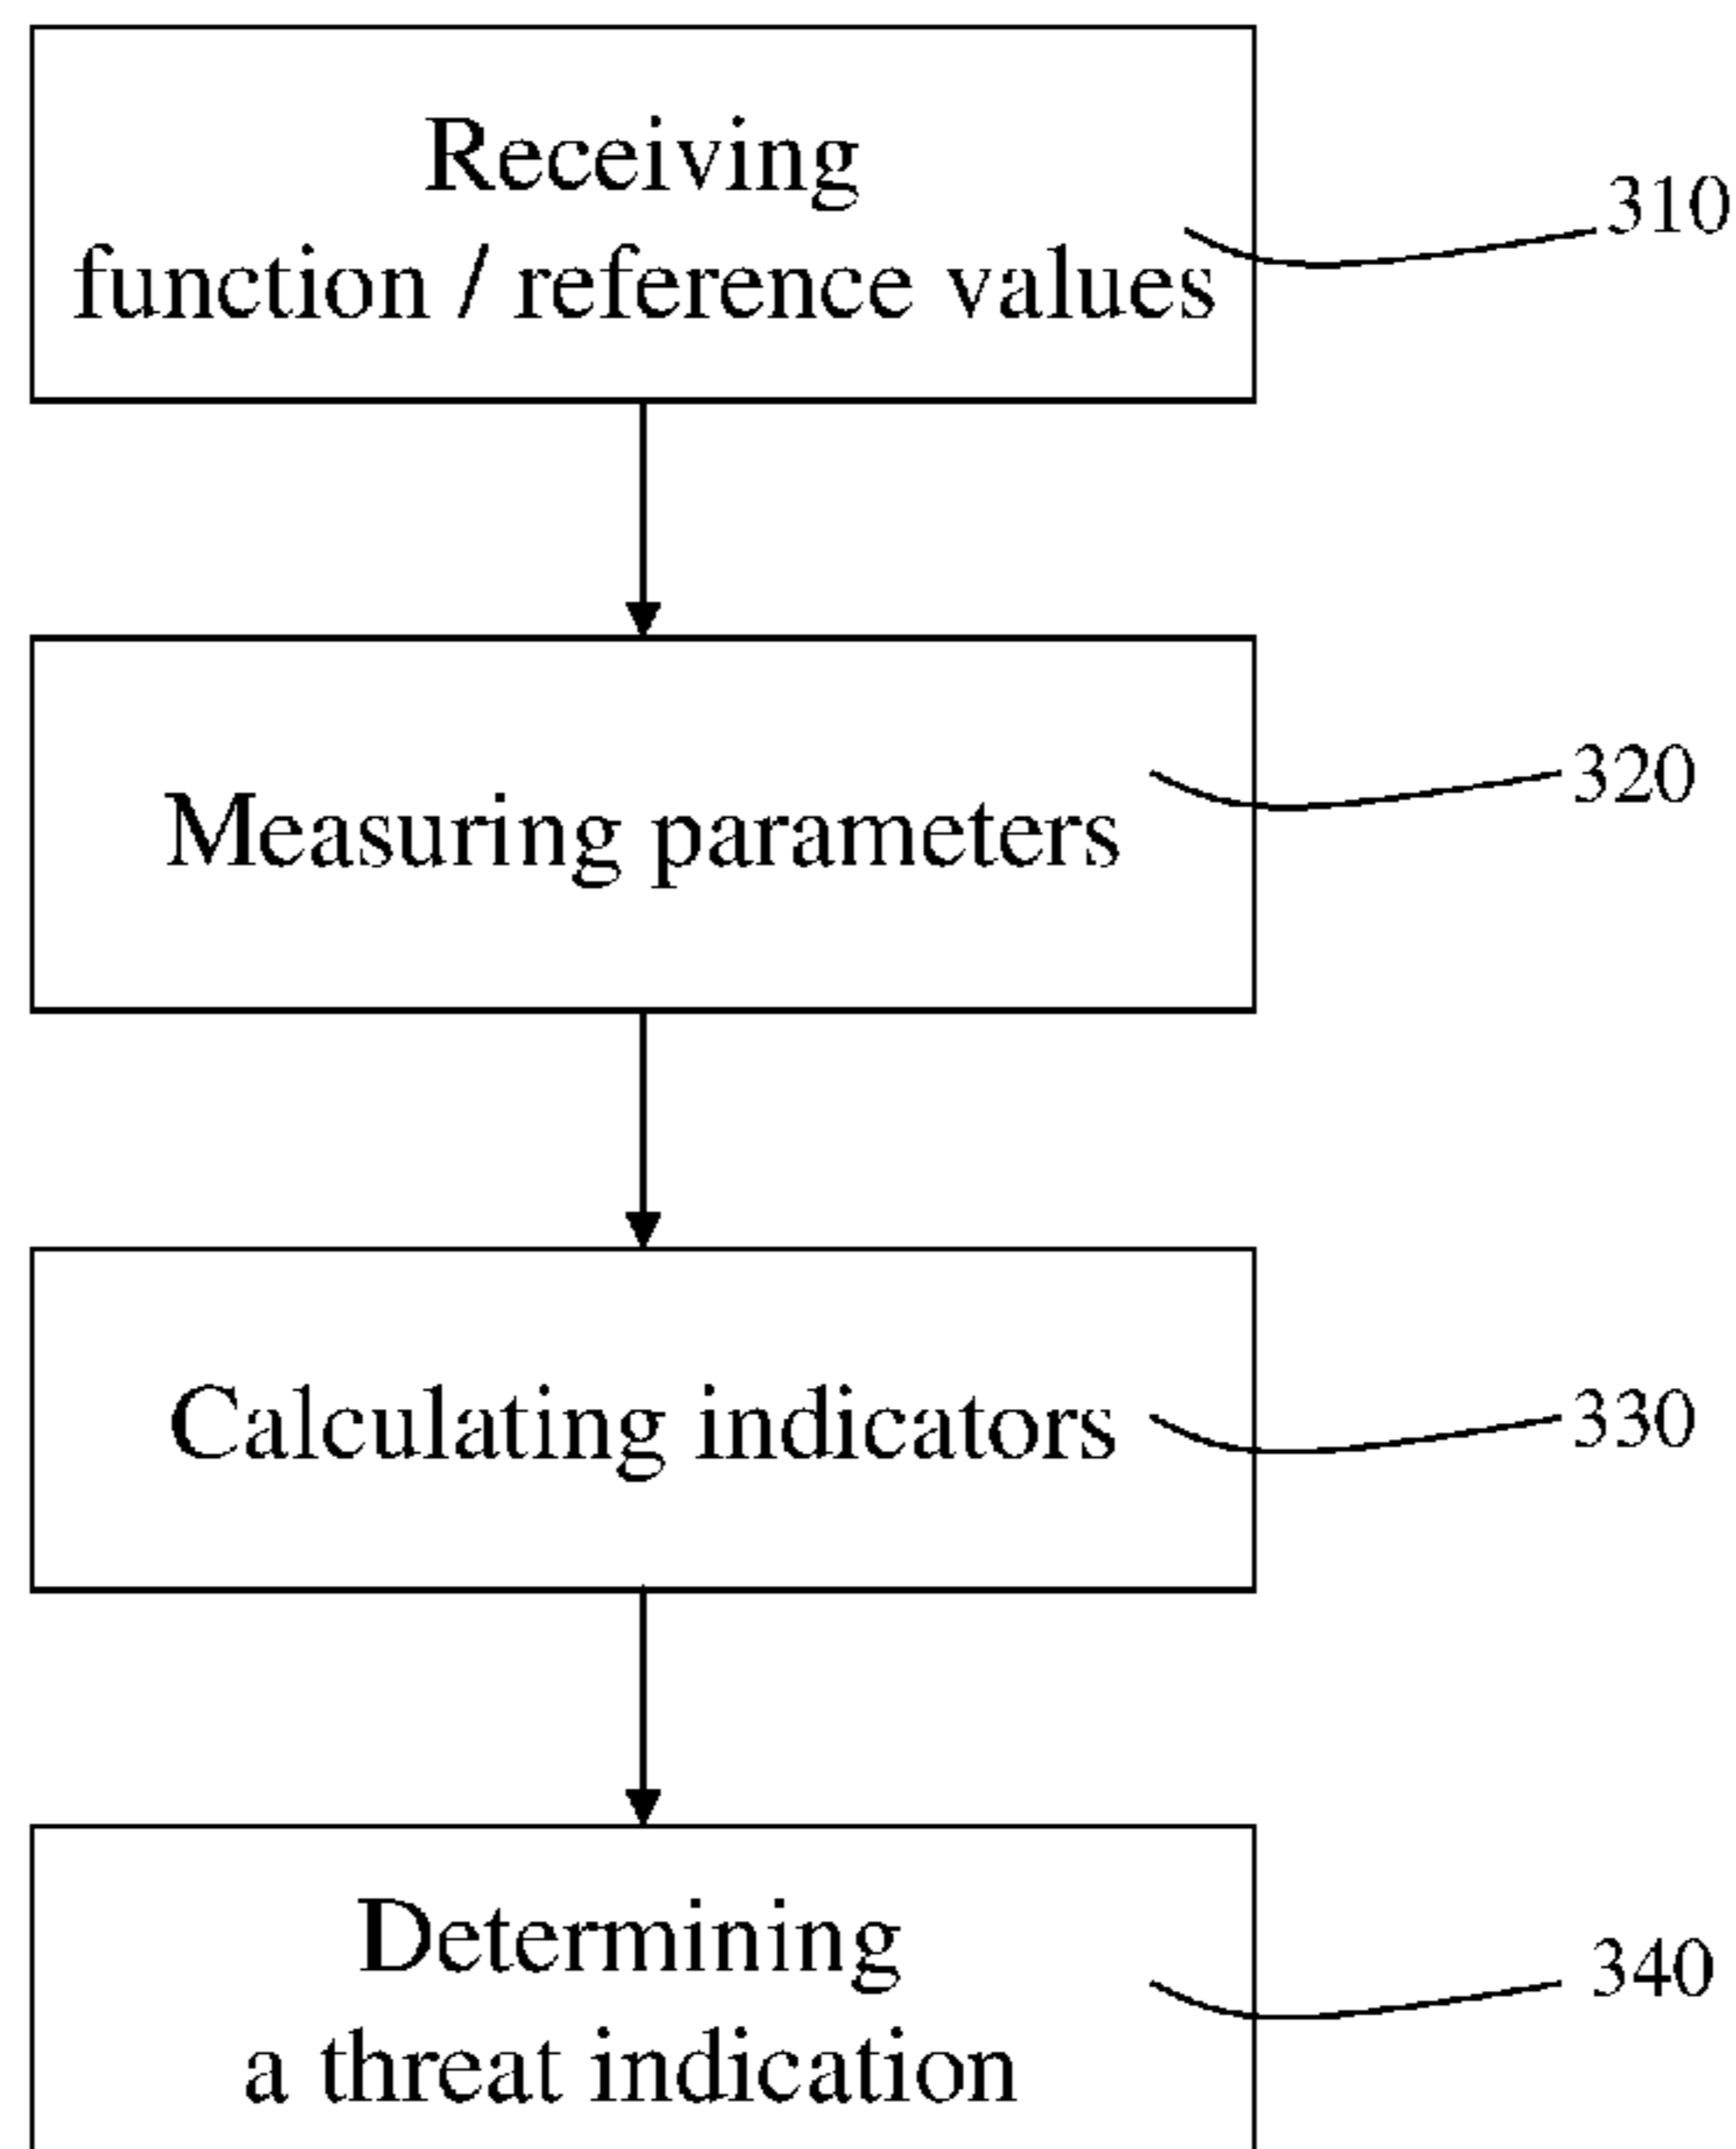 Receiving
function / reference values
310
Measuring parameters
320
Calculating indicators
330
Determining
a threat indication
340